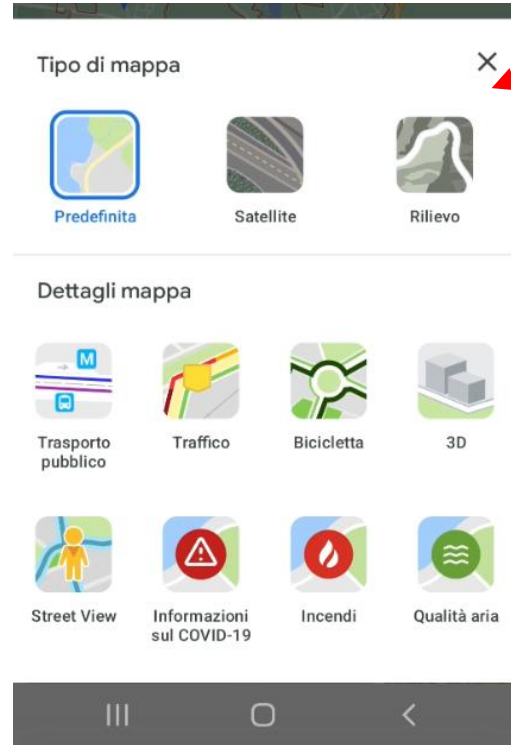 Tipo di mappa
Predefinita
Satellite
Rilievo
Dettagli mappa
M
Trasporto
pubblico
Traffico
Bicicletta
3D
Street View
Informazioni
sul COVID-19
Incendi
Qualità aria